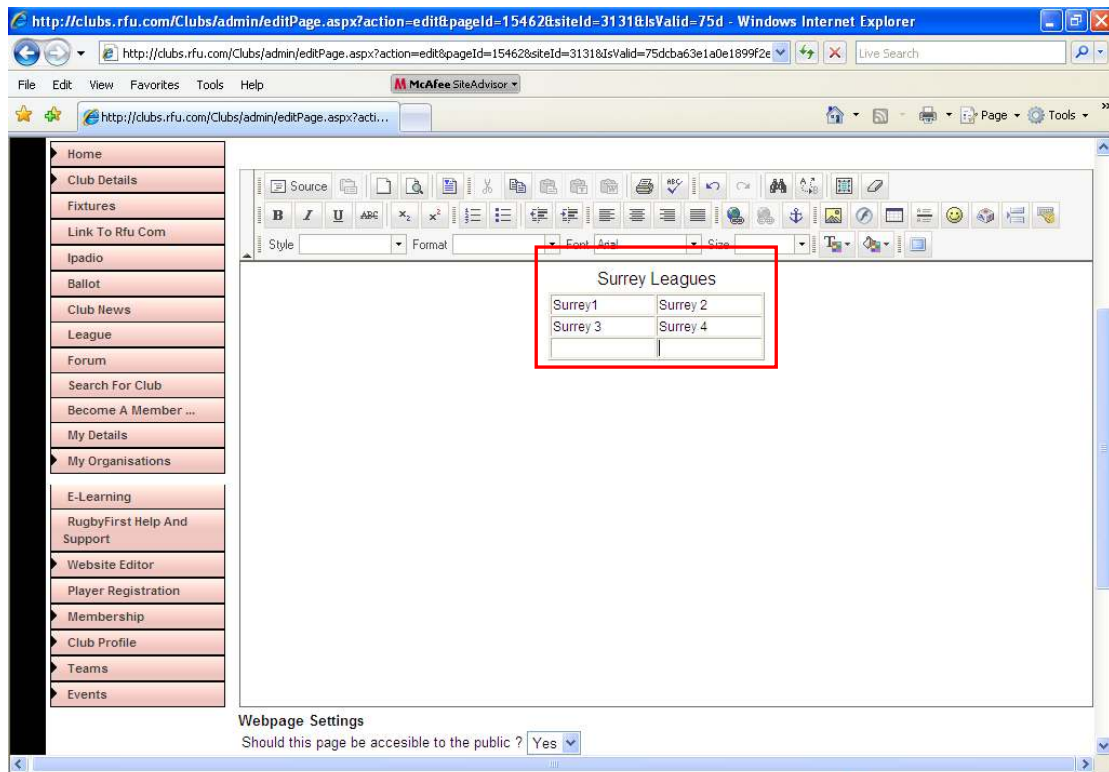 http://clubs.rfu.com/Clubs/admin/editPage.aspx?action=edit&pageId=15462&siteId=3131&IsValid=75d - Windows Internet Explorer
http://clubs.rfu.com/Clubs/admin/editPage.aspx?action=edit&pageId=15462&siteId=3131&IsValid=75dcba63e1a0e1899f2e
Live Search
File Edit View Favorites Tools Help
McAfee SiteAdvisor
http://clubs.rfu.com/Clubs/admin/editPage.aspx?acti...
Page Tools
Home
Club Details
Fixtures
Link To Rfu Com
Ipadio
Ballot
Club News
League
Forum
Search For Club
Become A Member ...
My Details
My Organisations
E-Learning
RugbyFirst Help And
Support
Website Editor
Player Registration
Membership
Club Profile
Teams
Events
Source
B I U ABC x₂ x²
Style Format Font Arial Size
Surrey Leagues
Surrey1 Surrey 2
Surrey 3 Surrey 4
Webpage Settings
Should this page be accesible to the public ? Yes